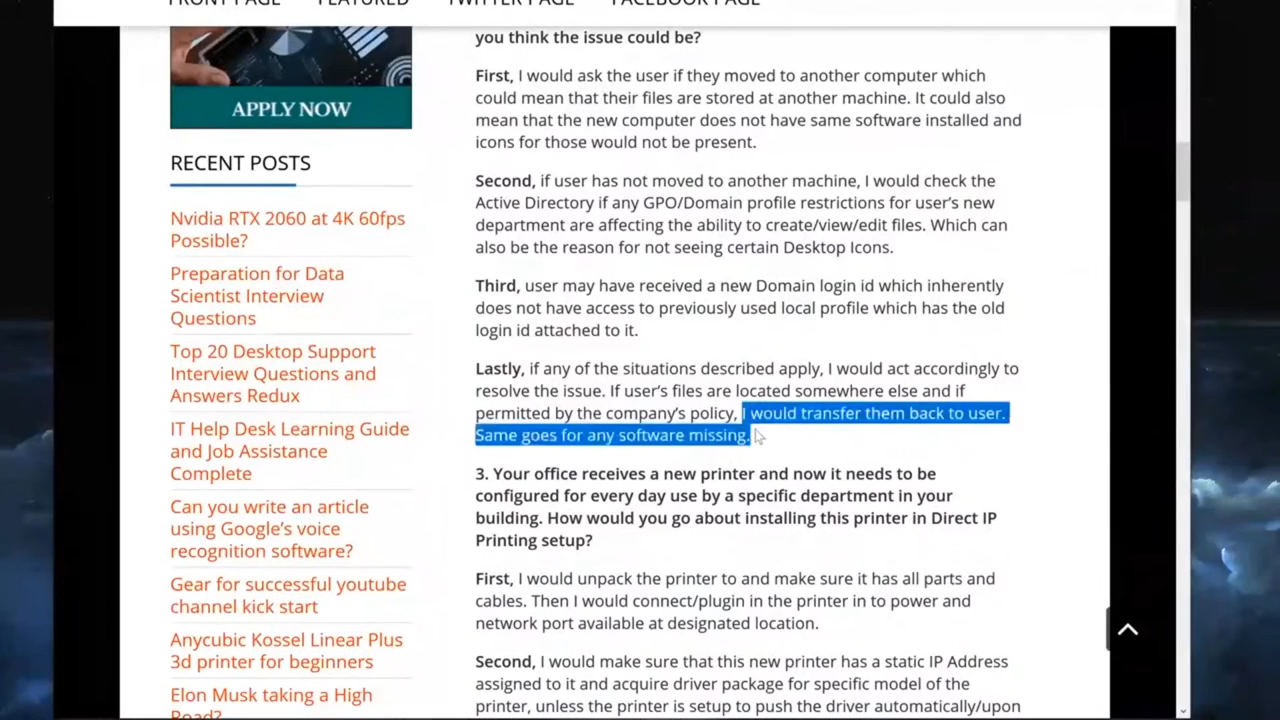 FRONT PAGE FEATURED TWITTER PAGE FACEBOOK PAGE
APPLY NOW
RECENT POSTS
Nvidia RTX 2060 at 4K 60fps
Possible?
Preparation for Data
Scientist Interview
Questions
Top 20 Desktop Support
Interview Questions and
Answers Redux
IT Help Desk Learning Guide
and Job Assistance
Complete
Can you write an article
using Google's voice
recognition software?
Gear for successful youtube
channel kick start
Anycubic Kossel Linear Plus
3d printer for beginners
Elon Musk taking a High
Road?
you think the issue could be?
First, I would ask the user if they moved to another computer which
could mean that their files are stored at another machine. It could also
mean that the new computer does not have same software installed and
icons for those would not be present.
Second, if user has not moved to another machine, I would check the
Active Directory if any GPO/Domain profile restrictions for user's new
department are affecting the ability to create/view/edit files. Which can
also be the reason for not seeing certain Desktop Icons.
Third, user may have received a new Domain login id which inherently
does not have access to previously used local profile which has the old
login id attached to it.
Lastly, if any of the situations described apply, I would act accordingly to
resolve the issue. If user's files are located somewhere else and if
permitted by the company's policy, I would transfer them back to user.
Same goes for any software missing.
3. Your office receives a new printer and now it needs to be
configured for every day use by a specific department in your
building. How would you go about installing this printer in Direct IP
Printing setup?
First, I would unpack the printer to and make sure it has all parts and
cables. Then I would connect/plugin in the printer in to power and
network port available at designated location.
Second, I would make sure that this new printer has a static IP Address
assigned to it and acquire driver package for specific model of the
printer, unless the printer is setup to push the driver automatically/upon